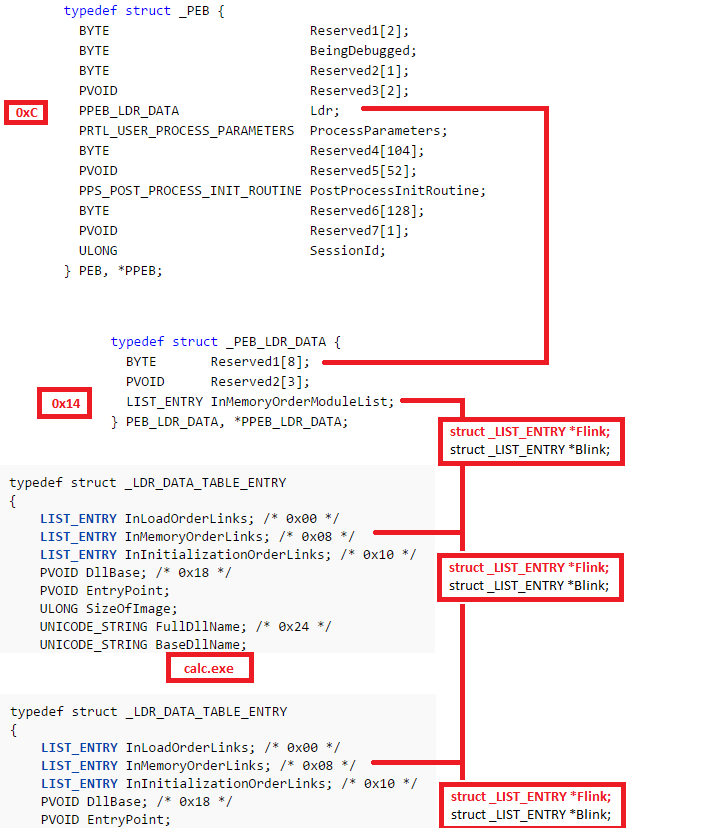 typedef struct _PEB {
BYTE Reserved1[2];
BYTE BeingDebugged;
BYTE Reserved2[1];
PVOID Reserved3[2];
0xC PPEB_LDR_DATA Ldr;
PRTL_USER_PROCESS_PARAMETERS ProcessParameters;
BYTE Reserved4[104];
PVOID Reserved5[52];
PPS_POST_PROCESS_INIT_ROUTINE PostProcessInitRoutine;
BYTE Reserved6[128];
PVOID Reserved7[1];
ULONG SessionId;
} PEB, *PPEB;
typedef struct _PEB_LDR_DATA {
BYTE Reserved1[8];
PVOID Reserved2[3];
0x14 LIST_ENTRY InMemoryOrderModuleList;
} PEB_LDR_DATA, *PPEB_LDR_DATA;
struct _LIST_ENTRY *Flink;
struct _LIST_ENTRY *Blink;
typedef struct _LDR_DATA_TABLE_ENTRY
{
LIST_ENTRY InLoadOrderLinks; /* 0x00 */
LIST_ENTRY InMemoryOrderLinks; /* 0x08 */
LIST_ENTRY InInitializationOrderLinks; /* 0x10 */
PVOID DllBase; /* 0x18 */
PVOID EntryPoint;
ULONG SizeOfImage;
UNICODE_STRING FullDllName; /* 0x24 */
UNICODE_STRING BaseDllName;
struct _LIST_ENTRY *Flink;
struct _LIST_ENTRY *Blink;
calc.exe
typedef struct _LDR_DATA_TABLE_ENTRY
{
LIST_ENTRY InLoadOrderLinks; /* 0x00 */
LIST_ENTRY InMemoryOrderLinks; /* 0x08 */
LIST_ENTRY InInitializationOrderLinks; /* 0x10 */
PVOID DllBase; /* 0x18 */
PVOID EntryPoint;
struct _LIST_ENTRY *Flink;
struct _LIST_ENTRY *Blink;